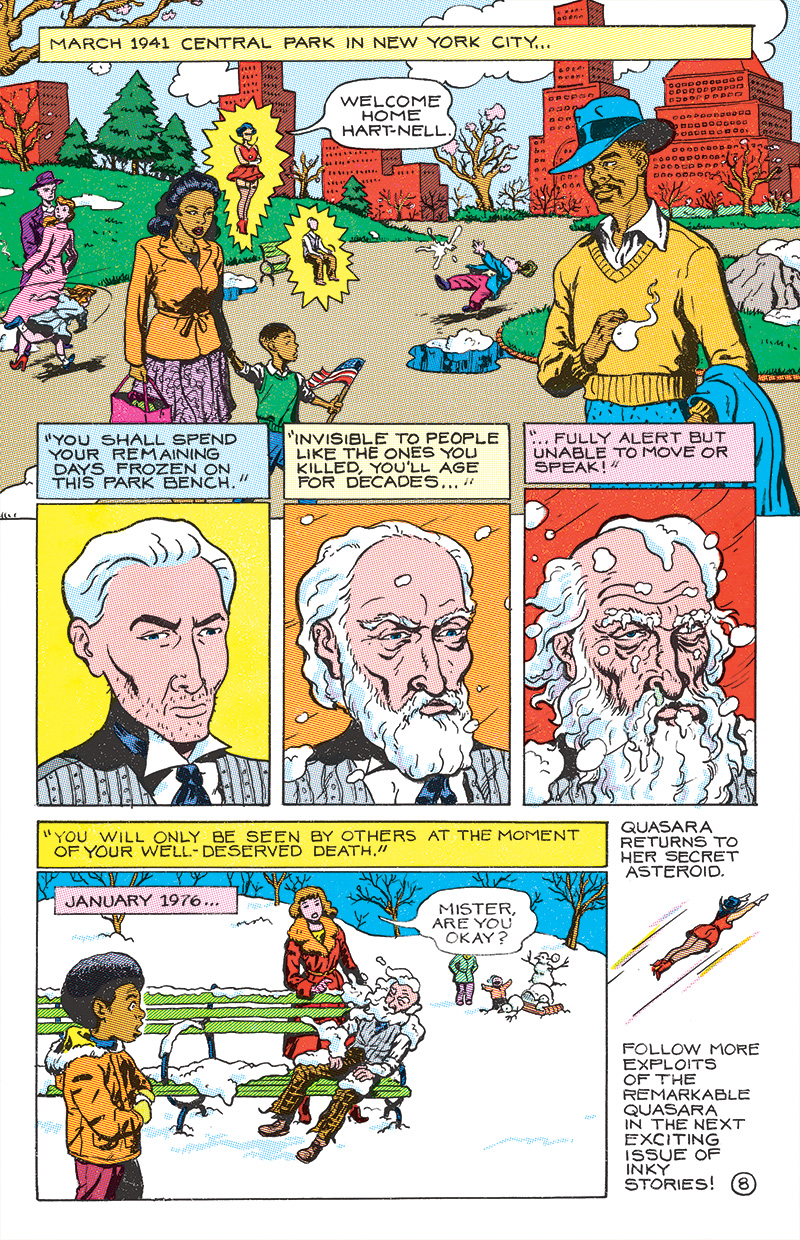 MARCH 1941 CENTRAL PARK IN NEW YORK CITY...
WELCOME
HOME
HART-NELL.
"YOU SHALL SPEND
YOUR REMAINING
DAYS FROZEN ON
THIS PARK BENCH."
"INVISIBLE TO PEOPLE
LIKE THE ONES YOU
KILLED, YOU'LL AGE
FOR DECADES..."
"... FULLY ALERT BUT
UNABLE TO MOVE OR
SPEAK!"
"YOU WILL ONLY BE SEEN BY OTHERS AT THE MOMENT
OF YOUR WELL-DESERVED DEATH."
JANUARY 1976...
MISTER,
ARE YOU
OKAY?
QUASARA
RETURNS TO
HER SECRET
ASTEROID.
FOLLOW MORE
EXPLOITS
OF THE
REMARKABLE
QUASARA
IN THE NEXT
EXCITING
ISSUE OF
INKY
STORIES!
8